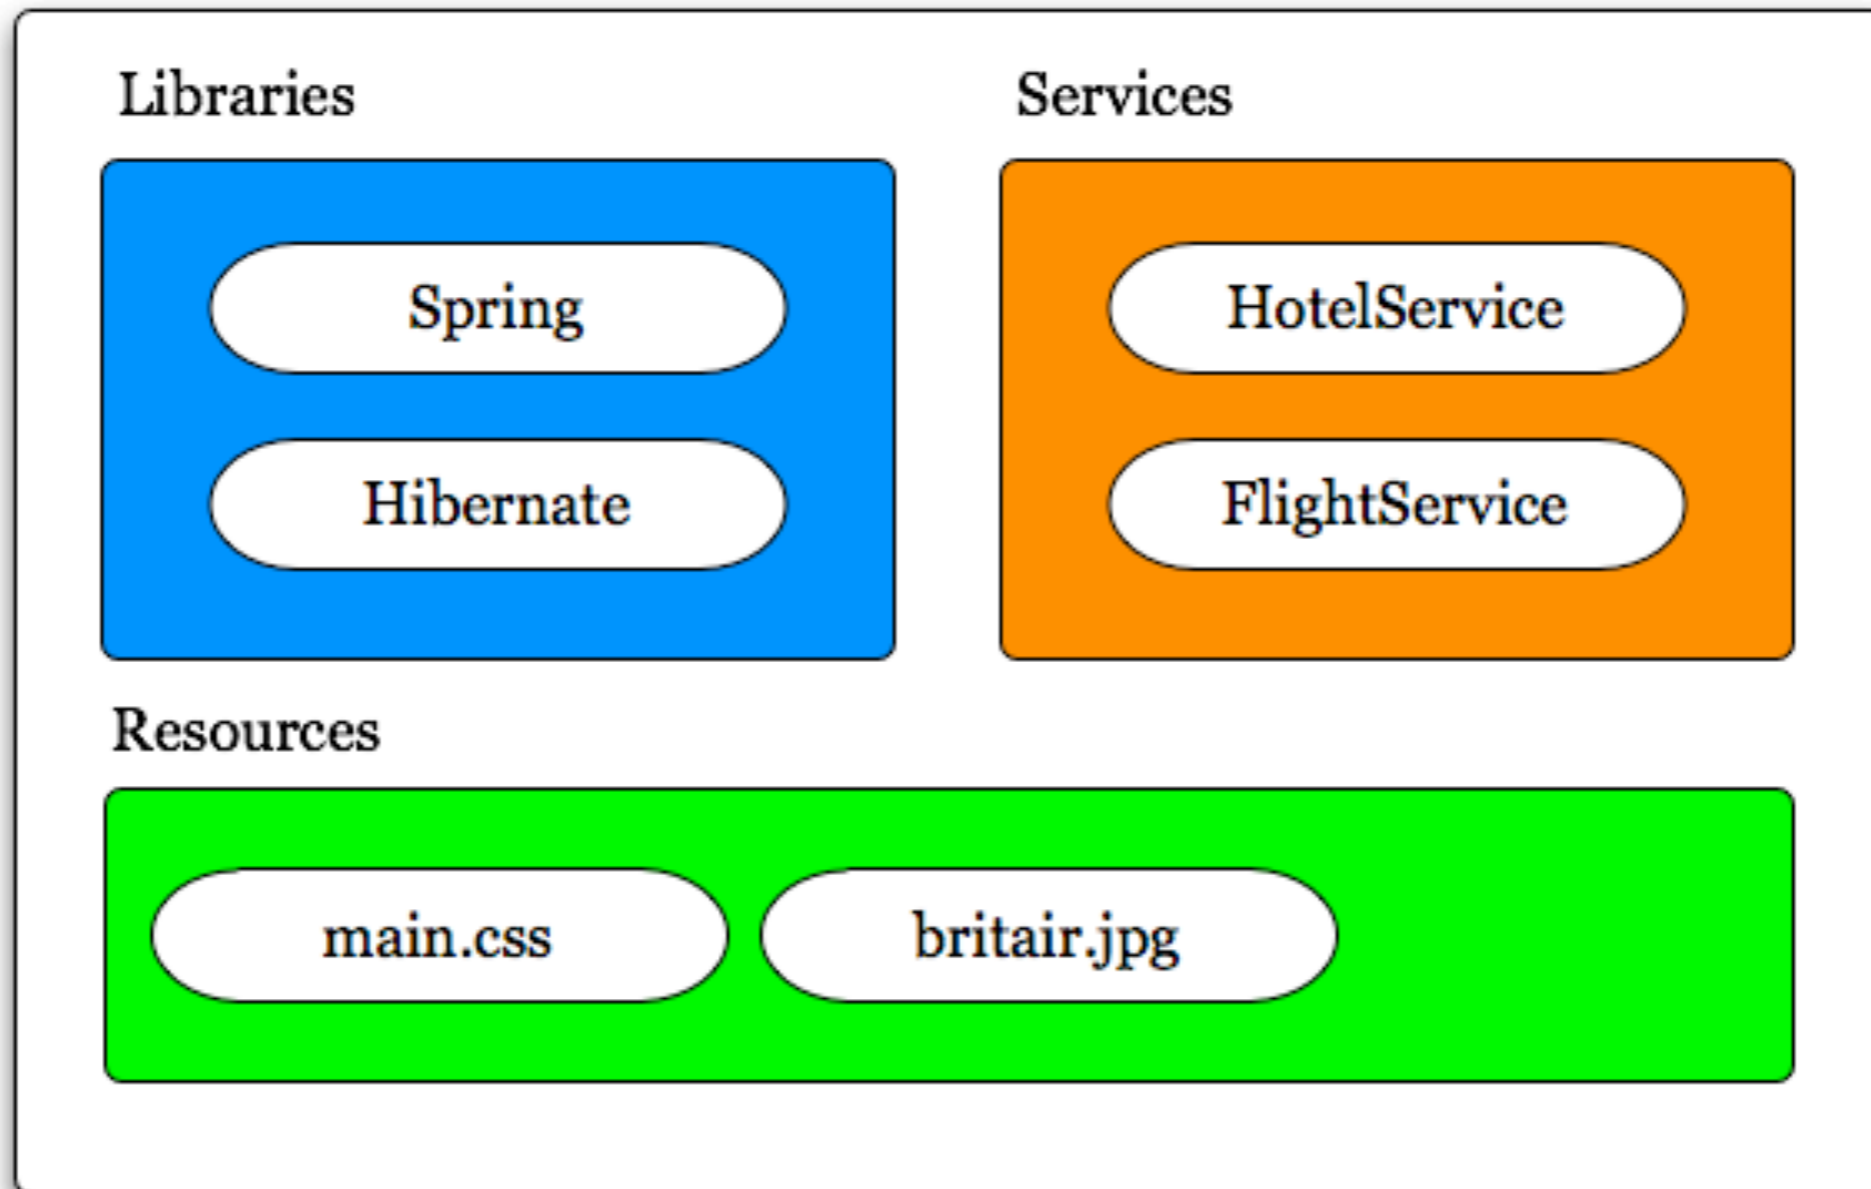 Libraries
Services
Spring
Hibernate
HotelService
FlightService
Resources
main.css
britair.jpg